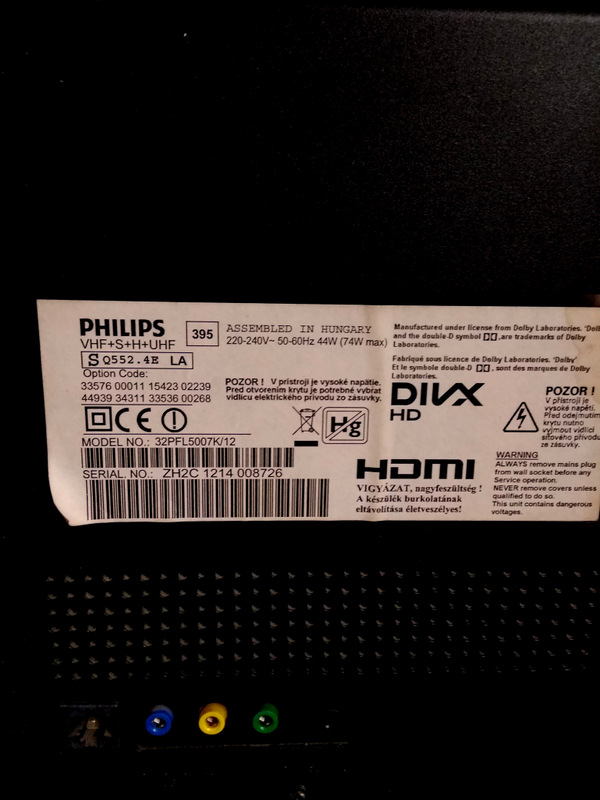 PHILIPS
VHF+S+H+UHF
395
ASSEMBLED IN HUNGARY
220-240V~ 50-60Hz 44W (74W max)
S Q552.4E LA
Option Code:
33576 00011 15423 02239
44939 34311 33536 00268
POZOR ! V pristroji je vysoké napätie.
Pred otvorením krytu je potrebné vybrat
vidlicu elektrického prívodu zo zásuvky.
CE
Hg
MODEL NO.: 32PFL5007K/12
SERIAL. NO.: ZH2C 1214 008726
Manufactured under license from Dolby Laboratories. 'Dol
and the double-D symbol, are trademarks of Dolby
Laboratories.
Fabriqué sous licence de Dolby Laboratories. 'Dolby'
Et le symbole double-D, sont des marques de Dolby
Laboratories.
DIVX
HD
POZOR !
V přístroji je
vysoké napětí.
Před odejmutím
krytu nutno
vyjmout vidlici
síťového přívodu
ze zásuvky.
HDMI
VIGYÁZAT, nagyfeszültség !
A készülék burkolatának
eltávolítása életveszélyes!
WARNING
ALWAYS remove mains plug
from wall socket before any
Service operation.
NEVER remove covers unless
qualified to do so.
This unit contains dangerous
voltages.